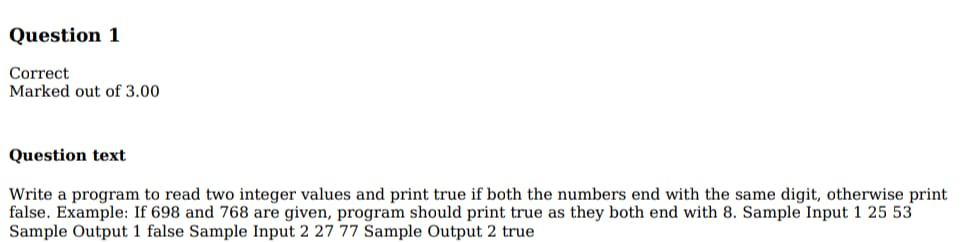 Question 1
Correct
Marked out of 3.00
Question text
Write a program to read two integer values and print true if both the numbers end with the same digit, otherwise print
false. Example: If 698 and 768 are given, program should print true as they both end with 8. Sample Input 1 25 53
Sample Output 1 false Sample Input 2 27 77 Sample Output 2 true